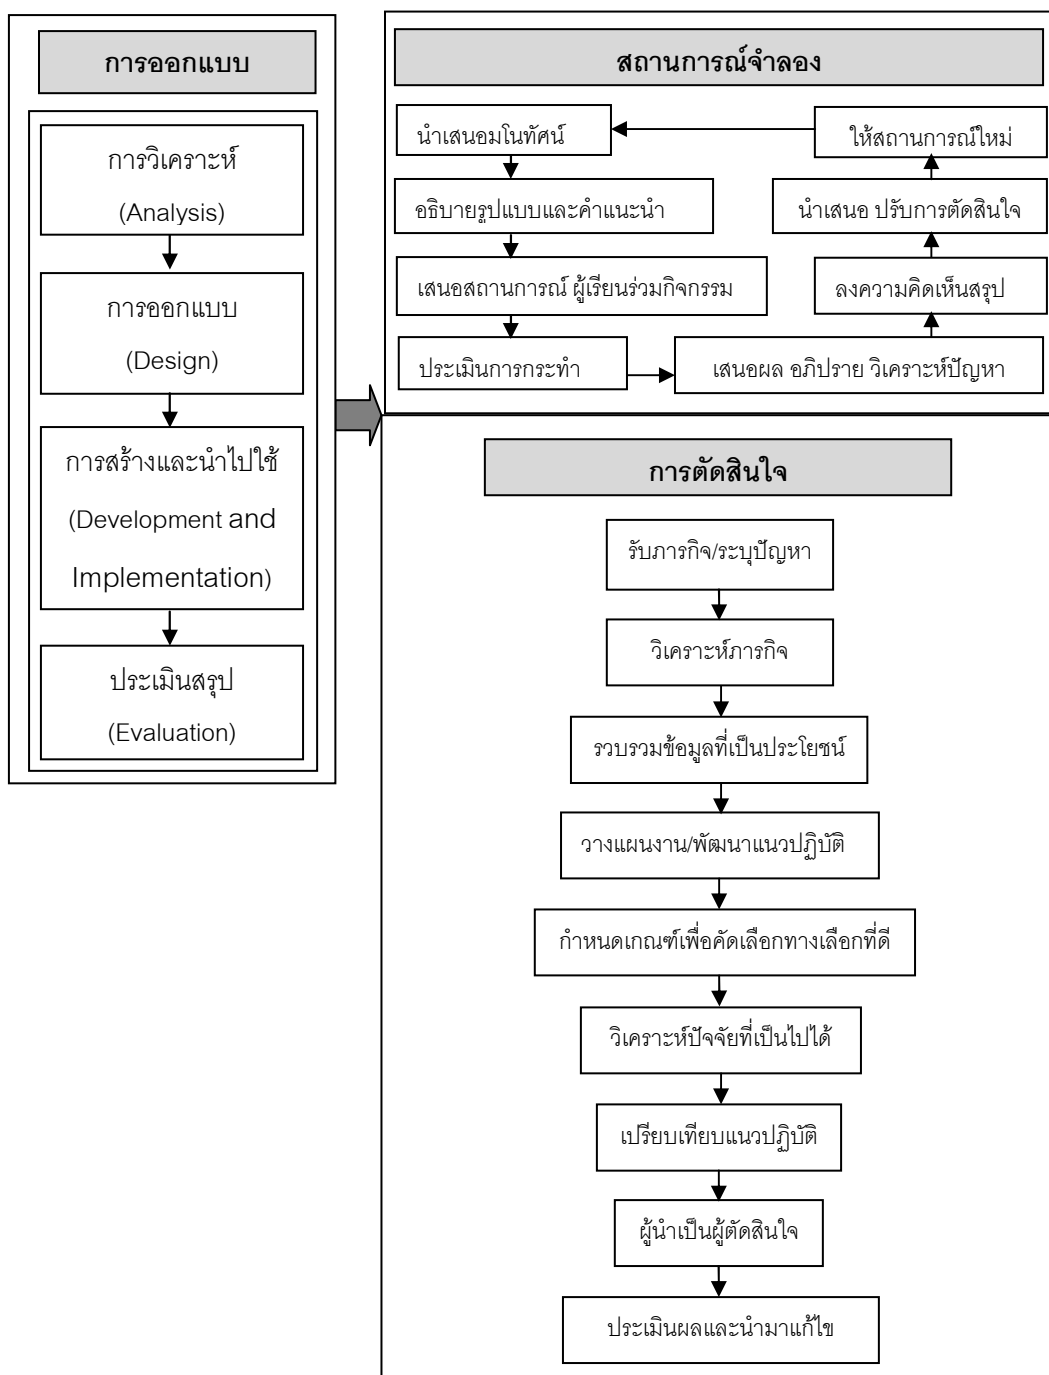 การออกแบบ
การวิเคราะห์
(Analysis)
การออกแบบ
(Design)
การสร้างและนำไปใช้
(Development and
Implementation)
ประเมินสรุป
(Evaluation)
สถานการณ์จำลอง
นำเสนอมโนทัศน์
อธิบายรูปแบบและคำแนะนำ
เสนอสถานการณ์ ผู้เรียนร่วมกิจกรรม
ประเมินการกระทำ
เสนอผล อภิปราย วิเคราะห์ปัญหา
ลงความคิดเห็นสรุป
นำเสนอ ปรับการตัดสินใจ
ให้สถานการณ์ใหม่
การตัดสินใจ
รับภารกิจ/ระบุปัญหา
วิเคราะห์ภารกิจ
รวบรวมข้อมูลที่เป็นประโยชน์
วางแผนงาน/พัฒนาแนวปฏิบัติ
กำหนดเกณฑ์เพื่อคัดเลือกทางเลือกที่ดี
วิเคราะห์ปัจจัยที่เป็นไปได้
เปรียบเทียบแนวปฏิบัติ
ผู้นำเป็นผู้ตัดสินใจ
ประเมินผลและนำมาแก้ไข